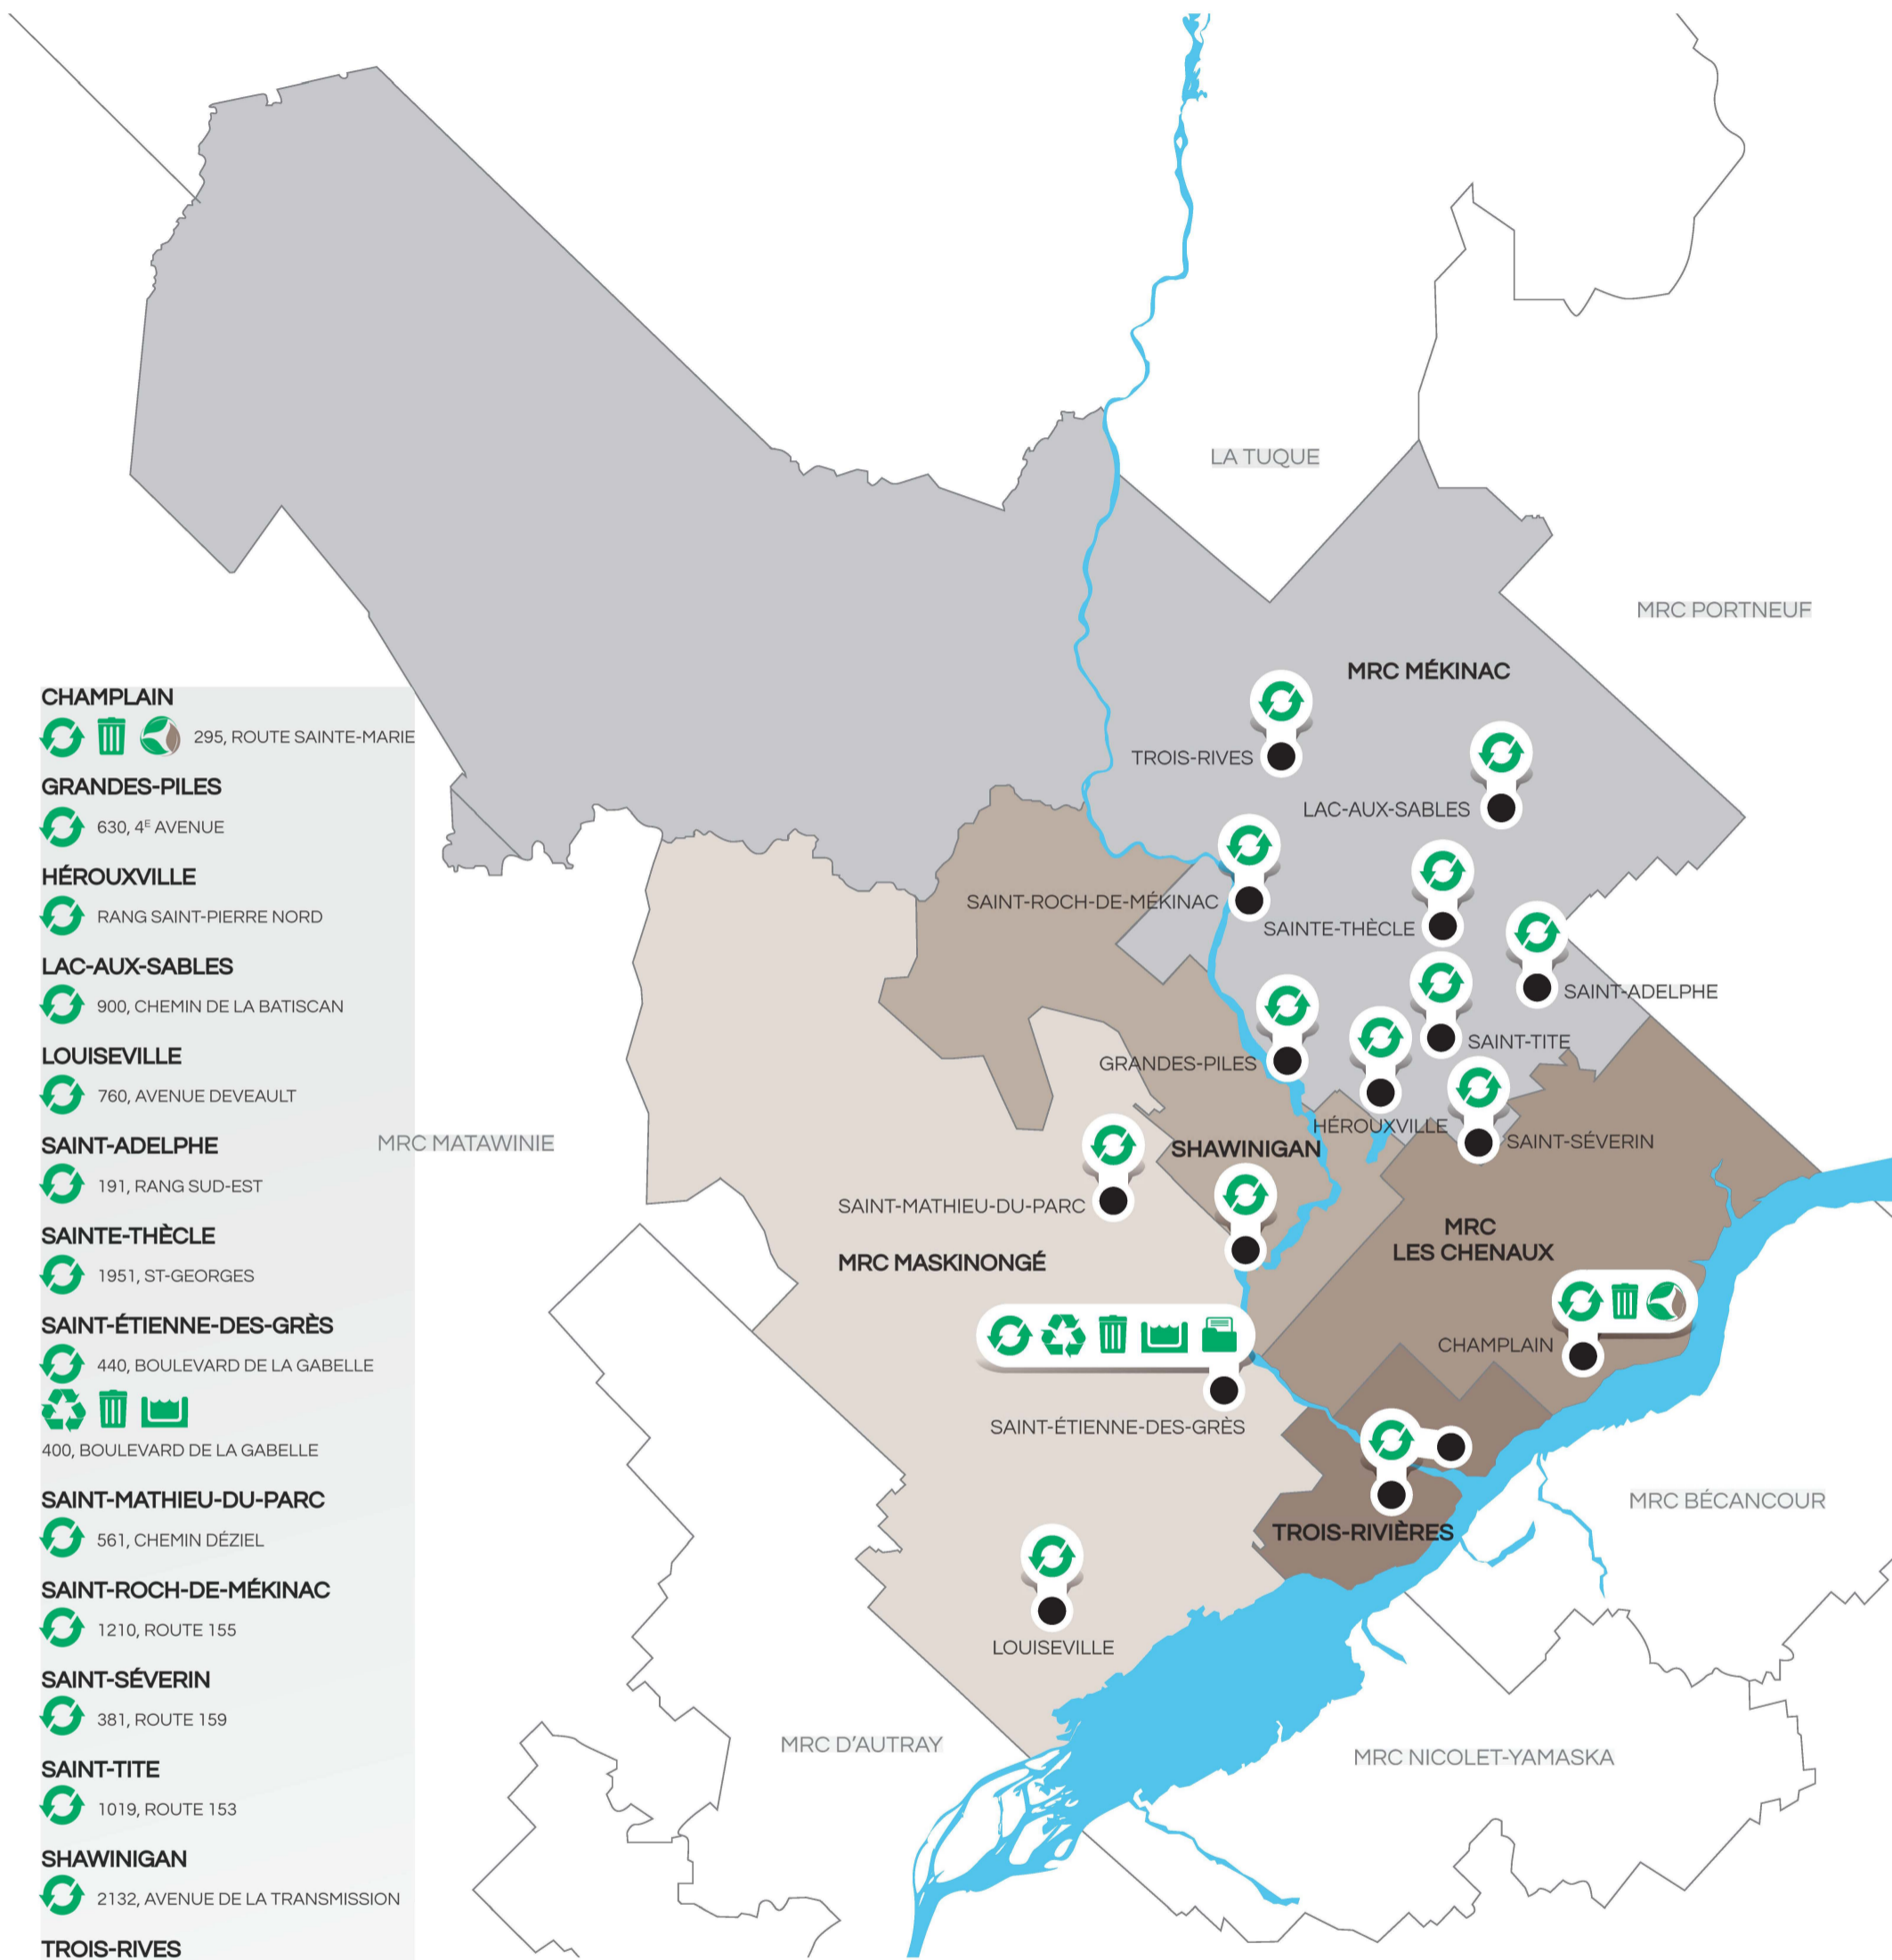 CHAMPLAIN
295, ROUTE SAINTE-MARIE
GRANDES-PILES
630, 4E AVENUE
HÉROUXVILLE
RANG SAINT-PIERRE NORD
LAC-AUX-SABLES
900, CHEMIN DE LA BATISCAN
LOUISEVILLE
760, AVENUE DEVEAULT
SAINT-ADELPHE
191, RANG SUD-EST
SAINTE-THÈCLE
1951, ST-GEORGES
SAINT-ÉTIENNE-DES-GRÈS
440, BOULEVARD DE LA GABELLE
400, BOULEVARD DE LA GABELLE
SAINT-MATHIEU-DU-PARC
561, CHEMIN DÉZIEL
SAINT-ROCH-DE-MÉKINAC
1210, ROUTE 155
SAINT-SÉVERIN
381, ROUTE 159
SAINT-TITE
1019, ROUTE 153
SHAWINIGAN
2132, AVENUE DE LA TRANSMISSION
TROIS-RIVES
LA TUQUE
MRC PORTNEUF
MRC MÉKINAC
TROIS-RIVES
LAC-AUX-SABLES
SAINT-ROCH-DE-MÉKINAC
SAINTE-THÈCLE
SAINT-ADELPHE
SAINT-TITE
GRANDES-PILES
HÉROUXVILLE
SAINT-SÉVERIN
MRC MATAWINIE
SHAWINIGAN
SAINT-MATHIEU-DU-PARC
MRC
LES CHENAUX
MRC MASKINONGÉ
CHAMPLAIN
SAINT-ÉTIENNE-DES-GRÈS
MRC BÉCANCOUR
TROIS-RIVIÈRES
LOUISEVILLE
MRC D'AUTRAY
MRC NICOLET-YAMASKA